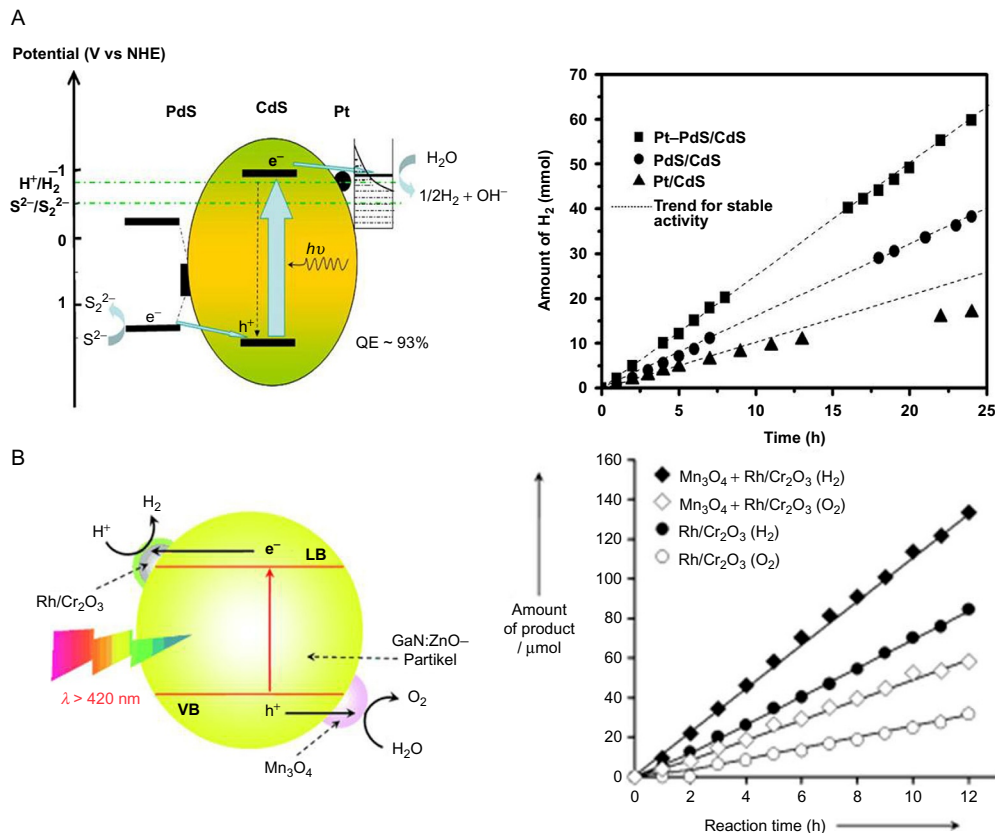 A
Potential (V vs NHE)
PdS
CdS
Pt
−1
H⁺/H₂
S²⁻/S₂²⁻
0
1
e⁻
H₂O
1/2H₂ + OH⁻
hυ
S₂²⁻
S²⁻
e⁻
h⁺
QE ~ 93%
Amount of H₂ (mmol)
70
60
50
40
30
20
10
0
Pt–PdS/CdS
PdS/CdS
Pt/CdS
Trend for stable
activity
0
5
10
15
20
25
Time (h)
B
H₂
H⁺
e⁻
LB
Rh/Cr₂O₃
GaN:ZnO–
Partikel
λ > 420 nm
VB
h⁺
O₂
H₂O
Mn₃O₄
Amount
of product
/ μmol
160
140
120
100
80
60
40
20
0
Mn₃O₄ + Rh/Cr₂O₃ (H₂)
Mn₃O₄ + Rh/Cr₂O₃ (O₂)
Rh/Cr₂O₃ (H₂)
Rh/Cr₂O₃ (O₂)
0
2
4
6
8
10
12
Reaction time (h)